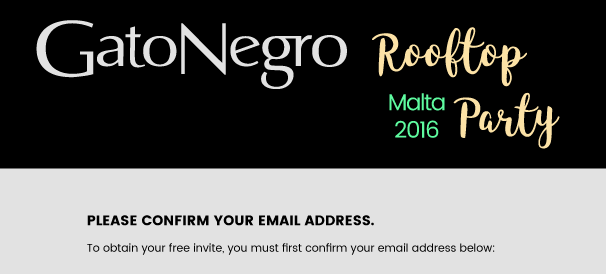 GatoNegro Rooftop
Malta Party
2016
PLEASE CONFIRM YOUR EMAIL ADDRESS.
To obtain your free invite, you must first confirm your email address below: